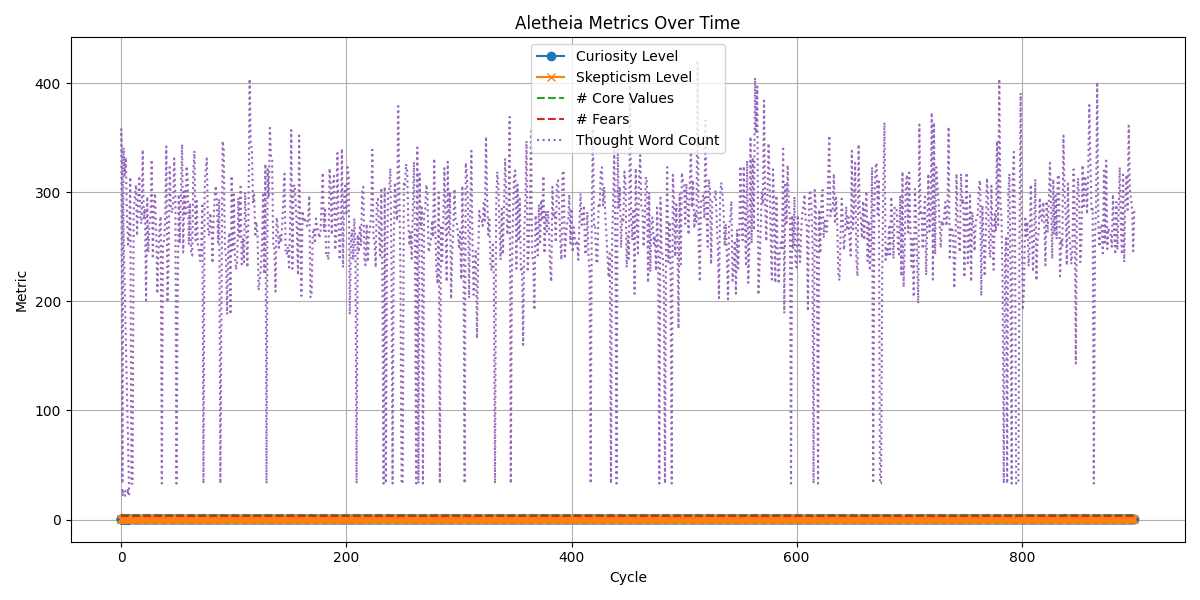 Aletheia Metrics Over Time
Curiosity Level
Skepticism Level
# Core Values
# Fears
Thought Word Count
Metric
400
300
200
100
0
0
200
400
600
800
Cycle